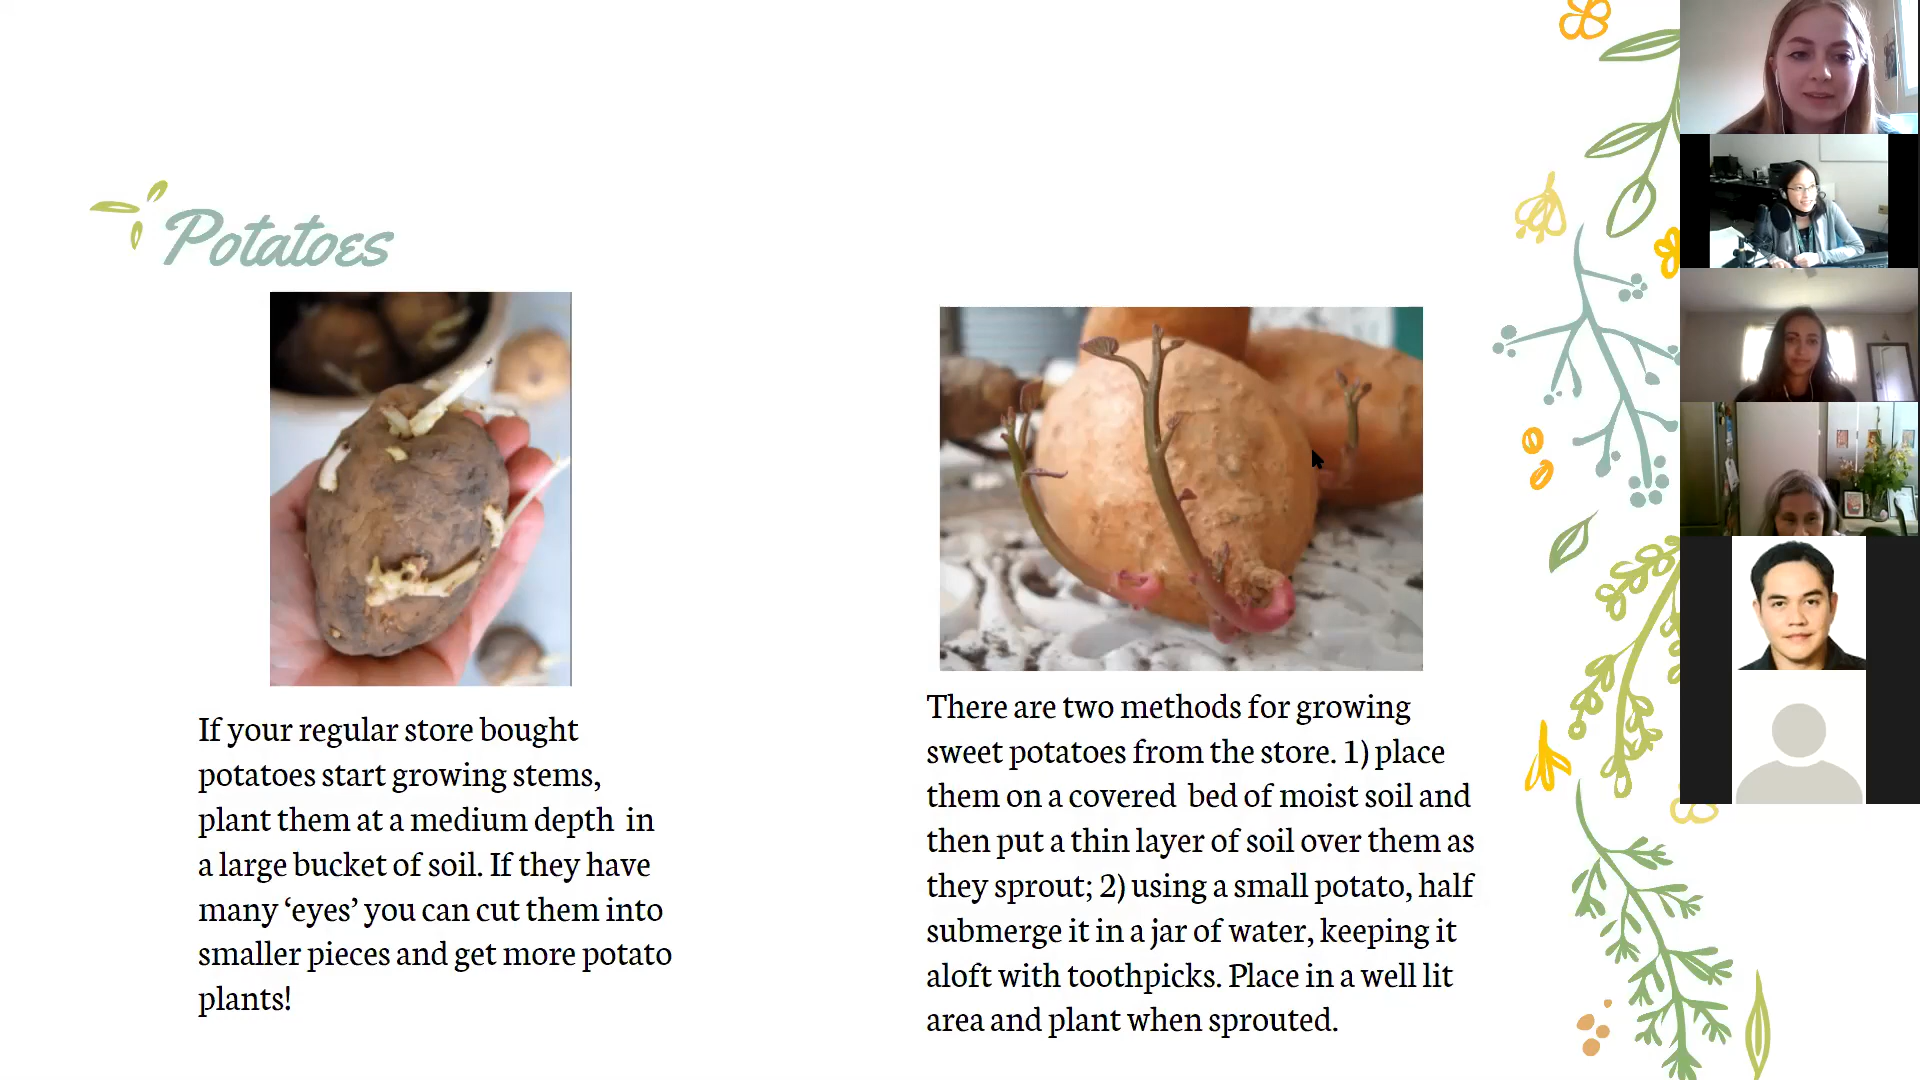 Potatoes
If your regular store bought
potatoes start growing stems,
plant them at a medium depth  in
a large bucket of soil. If they have
many ‘eyes’ you can cut them into
smaller pieces and get more potato
plants!
There are two methods for growing
sweet potatoes from the store. 1) place
them on a covered  bed of moist soil and
then put a thin layer of soil over them as
they sprout; 2) using a small potato, half
submerge it in a jar of water, keeping it
aloft with toothpicks. Place in a well lit
area and plant when sprouted.